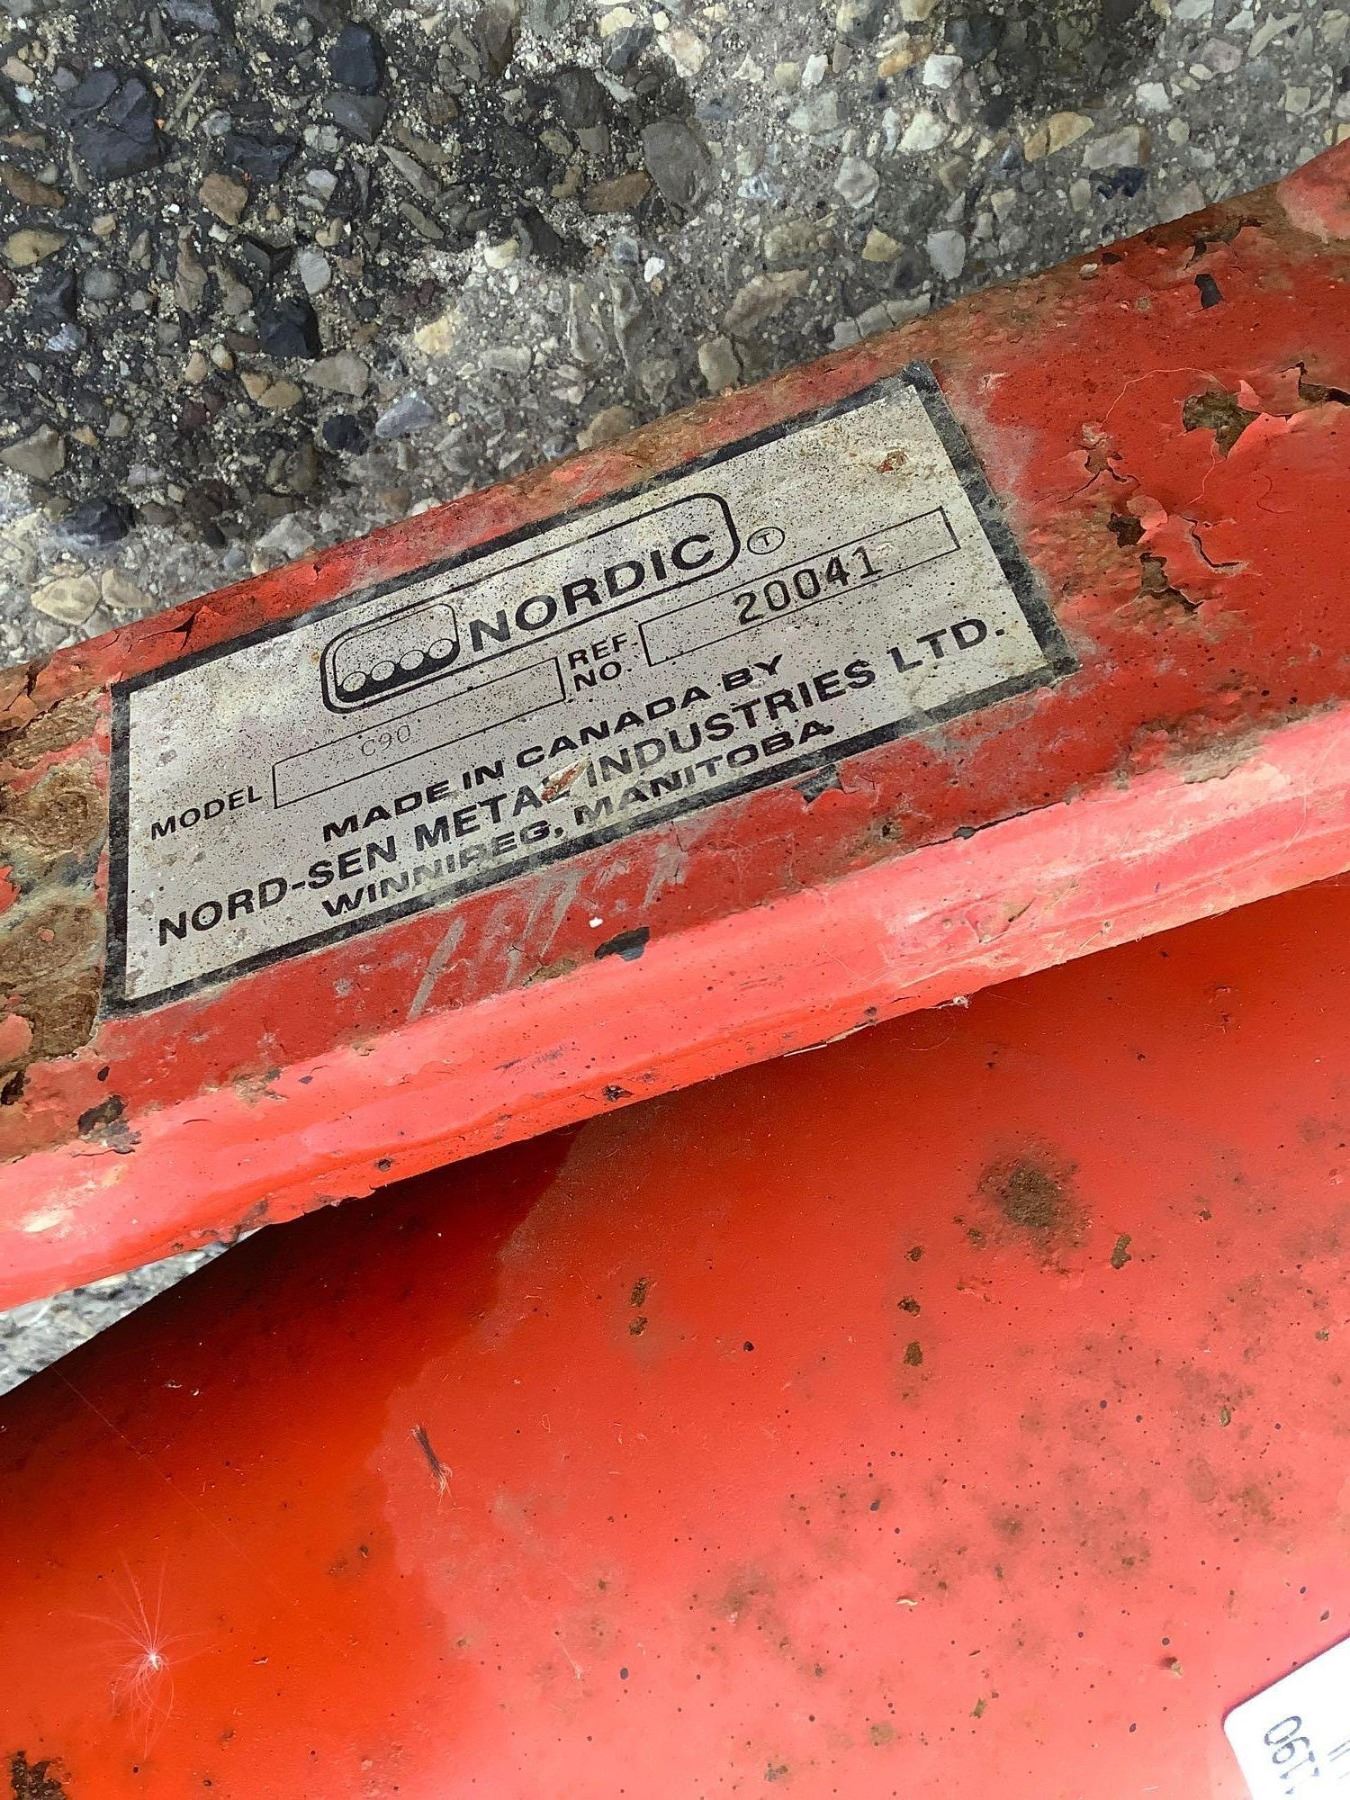 NORDIC T
MODEL C90 REF. NO. 20041
MADE IN CANADA BY
NORD-SEN METAL INDUSTRIES LTD.
WINNIPEG, MANITOBA